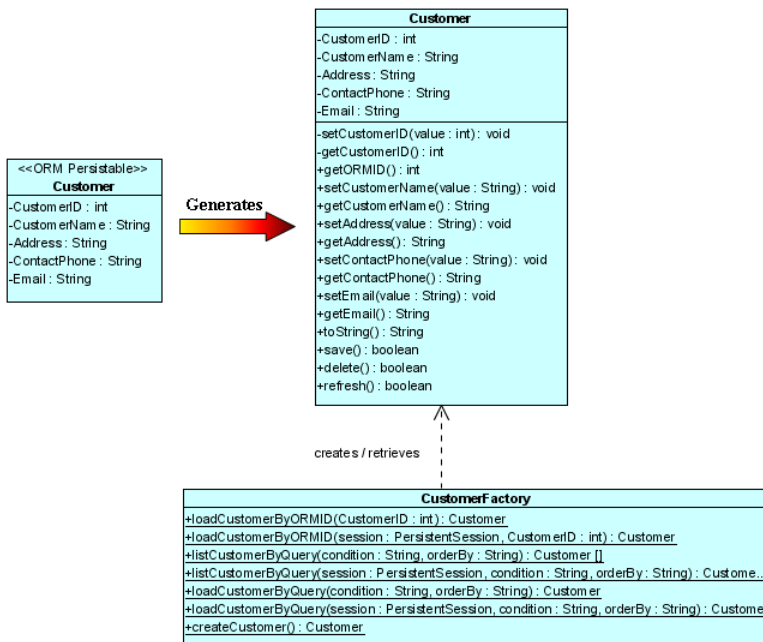 <<ORM Persistable>>
Customer
-CustomerID : int
-CustomerName : String
-Address : String
-ContactPhone : String
-Email : String
Generates
Customer
-CustomerID : int
-CustomerName : String
-Address : String
-ContactPhone : String
-Email : String
-setCustomerID(value : int) : void
-getCustomerID() : int
+getORMID() : int
+setCustomerName(value : String) : void
+getCustomerName() : String
+setAddress(value : String) : void
+getAddress() : String
+setContactPhone(value : String) : void
+getContactPhone() : String
+setEmail(value : String) : void
+getEmail() : String
+toString() : String
+save() : boolean
+delete() : boolean
+refresh() : boolean
creates / retrieves
CustomerFactory
+loadCustomerByORMID(CustomerID : int) : Customer
+loadCustomerByORMID(session : PersistentSession, CustomerID : int) : Customer
+listCustomerByQuery(condition : String, orderBy : String) : Customer []
+listCustomerByQuery(session : PersistentSession, condition : String, orderBy : String) : Custome...
+loadCustomerByQuery(condition : String, orderBy : String) : Customer
+loadCustomerByQuery(session : PersistentSession, condition : String, orderBy : String) : Custome
+createCustomer() : Customer